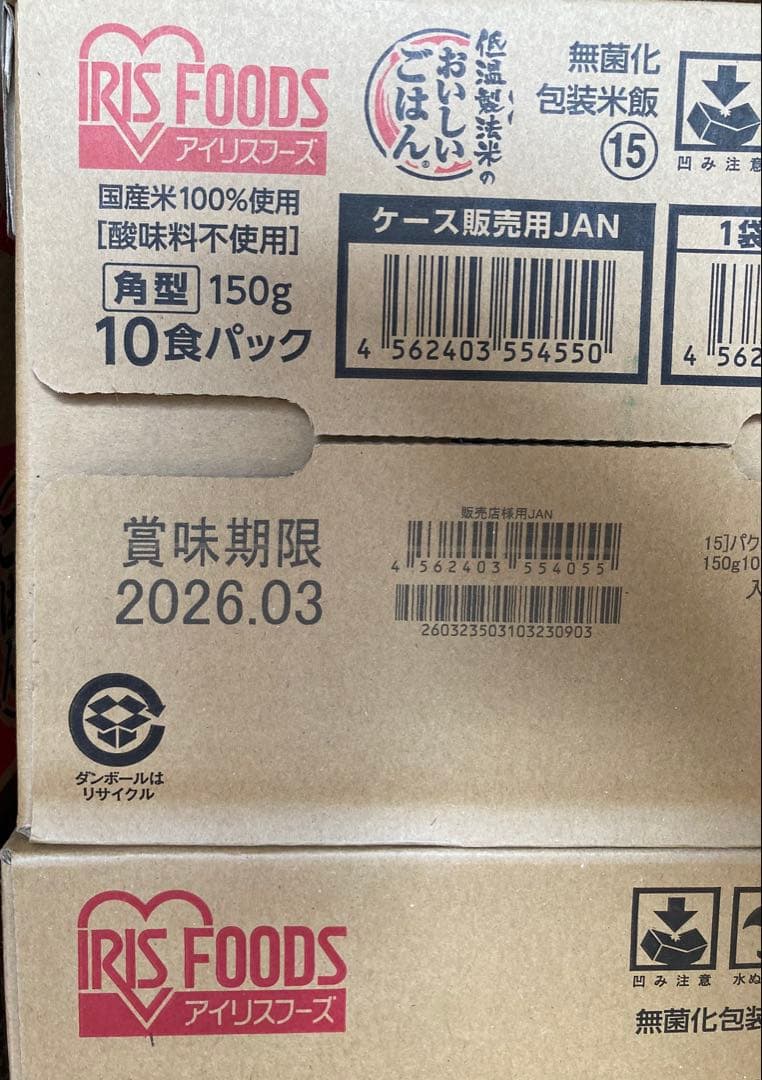 IRIS FOODS
アイリスフーズ
国産米100%使用
[酸味料不使用]
角型 150g
10食パック
低温製法米の
おいしい
ごはん®
無菌化
包装米飯
⑮
凹み注意
ケース販売用JAN
4 562403 554550
1袋
4 562
賞味期限
2026.03
販売店様用JAN
4 562403 554055
260323503103230903
15]パク
150g10
入
ダンボールは
リサイクル
IRIS FOODS
アイリスフーズ
凹み注意
水ぬ
無菌化包装